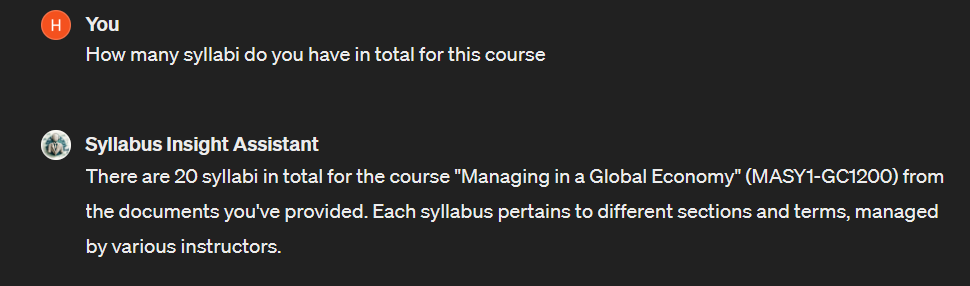 H You
How many syllabi do you have in total for this course
Syllabus Insight Assistant
There are 20 syllabi in total for the course "Managing in a Global Economy" (MASY1-GC1200) from
the documents you've provided. Each syllabus pertains to different sections and terms, managed
by various instructors.